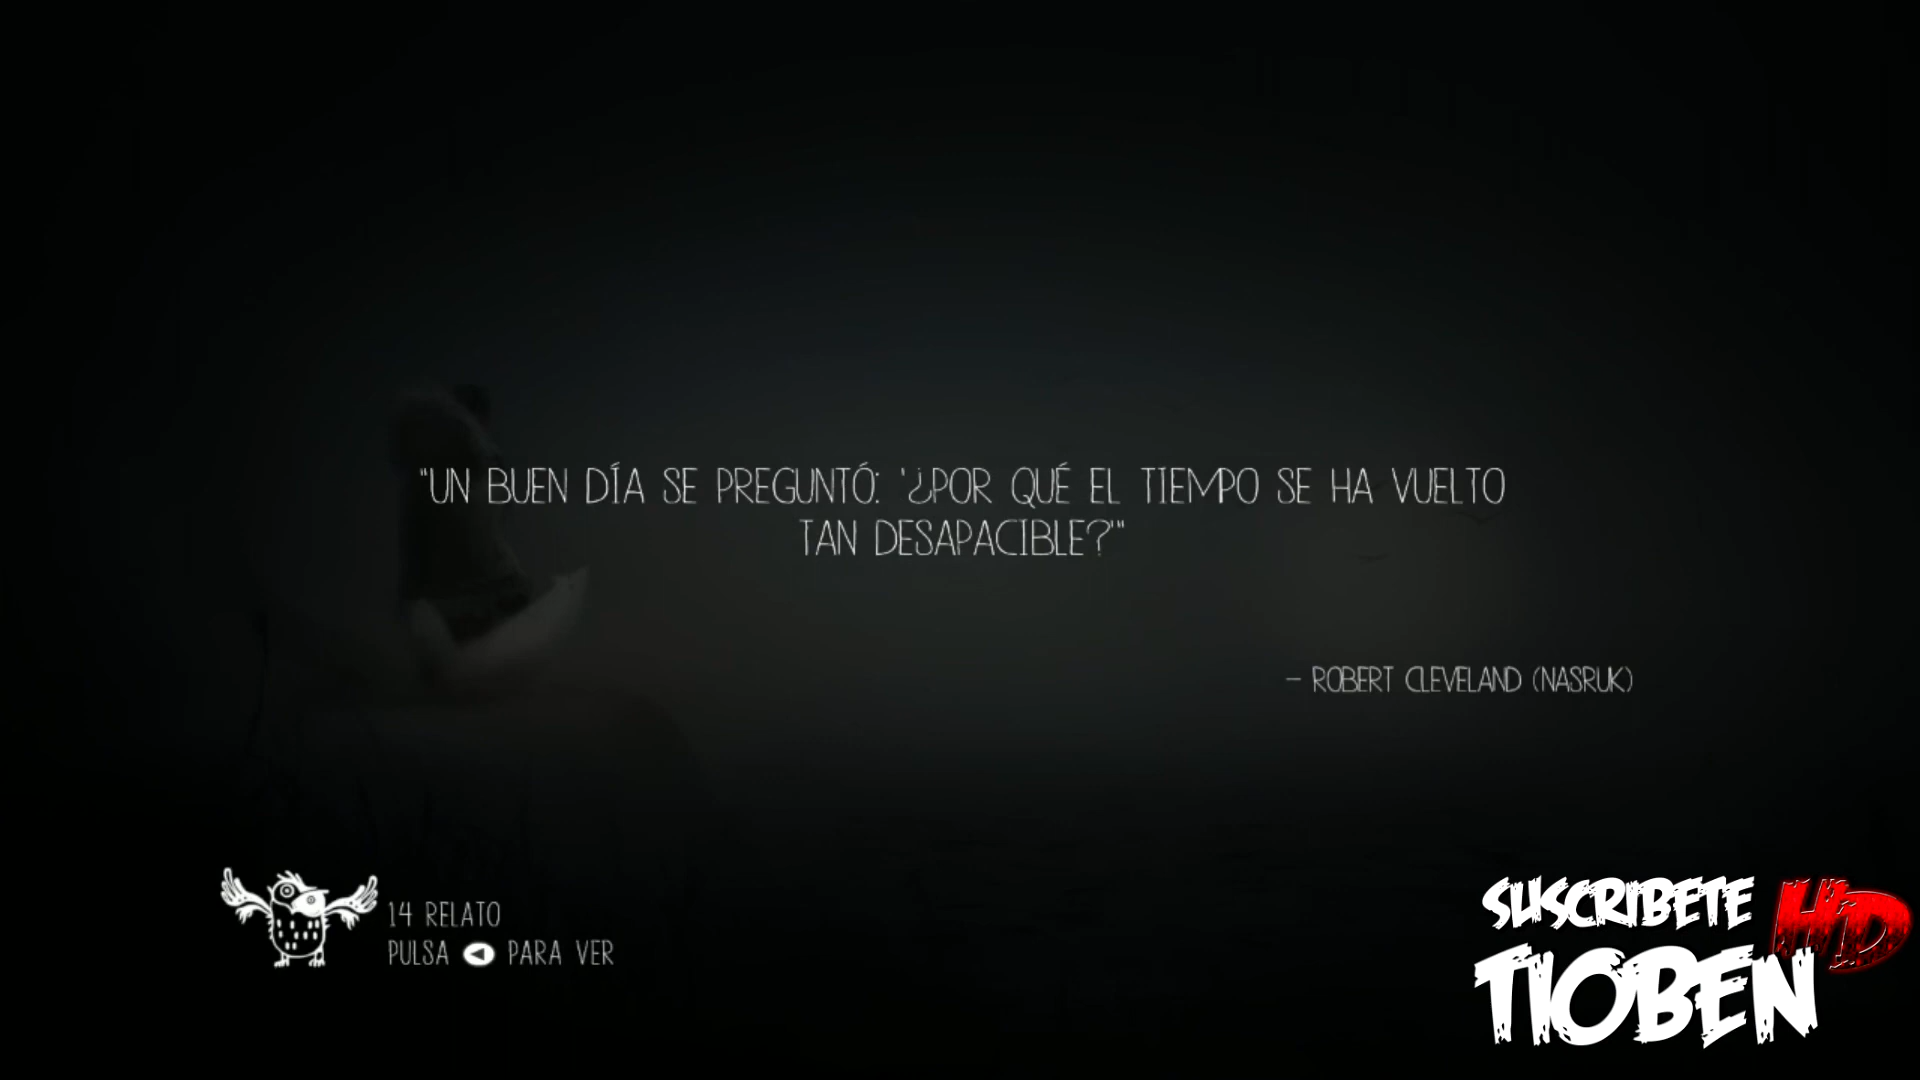 "UN BUEN DÍA SE PREGUNTÓ: '¿POR QUÉ EL TIEMPO SE HA VUELTO
TAN DESAPACIBLE?'"
– ROBERT CLEVELAND (NASRUK)
14 RELATO
PULSA ◀ PARA VER
SUSCRIBETE HD
TIOBEN